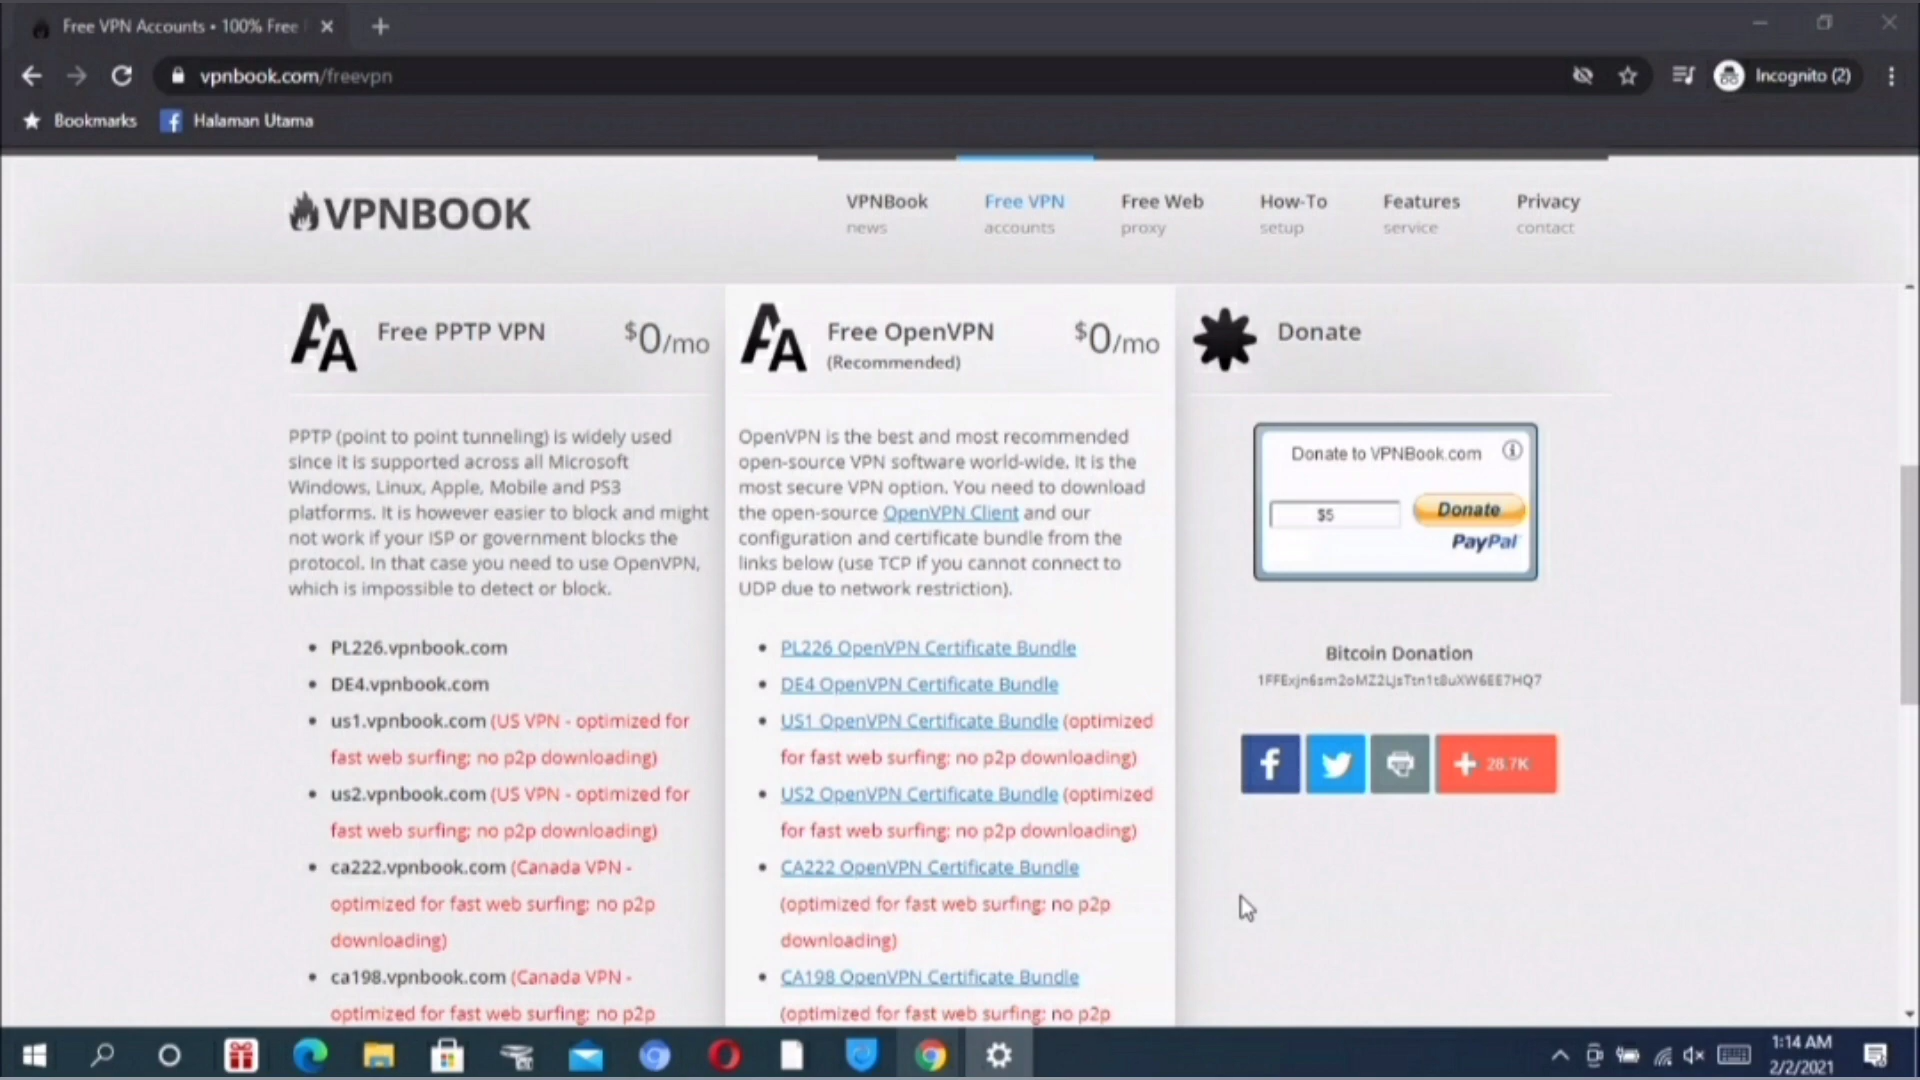 Free VPN Accounts • 100% Free
vpnbook.com/freevpn
Incognito (2)
Bookmarks
Halaman Utama
VPNBOOK
VPNBook
news
Free VPN
accounts
Free Web
proxy
How-To
setup
Features
service
Privacy
contact
Free PPTP VPN
$0/mo
PPTP (point to point tunneling) is widely used
since it is supported across all Microsoft
Windows, Linux, Apple, Mobile and PS3
platforms. It is however easier to block and might
not work if your ISP or government blocks the
protocol. In that case you need to use OpenVPN,
which is impossible to detect or block.
• PL226.vpnbook.com
• DE4.vpnbook.com
• us1.vpnbook.com (US VPN - optimized for
fast web surfing; no p2p downloading)
• us2.vpnbook.com (US VPN - optimized for
fast web surfing; no p2p downloading)
• ca222.vpnbook.com (Canada VPN -
optimized for fast web surfing; no p2p
downloading)
• ca198.vpnbook.com (Canada VPN -
optimized for fast web surfing; no p2p
Free OpenVPN
(Recommended)
$0/mo
OpenVPN is the best and most recommended
open-source VPN software world-wide. It is the
most secure VPN option. You need to download
the open-source OpenVPN Client and our
configuration and certificate bundle from the
links below (use TCP if you cannot connect to
UDP due to network restriction).
• PL226 OpenVPN Certificate Bundle
• DE4 OpenVPN Certificate Bundle
• US1 OpenVPN Certificate Bundle (optimized
for fast web surfing; no p2p downloading)
• US2 OpenVPN Certificate Bundle (optimized
for fast web surfing; no p2p downloading)
• CA222 OpenVPN Certificate Bundle
(optimized for fast web surfing; no p2p
downloading)
• CA198 OpenVPN Certificate Bundle
(optimized for fast web surfing; no p2p
Donate
Donate to VPNBook.com
$5
Donate
PayPal
Bitcoin Donation
28.7K
1:14 AM
2/2/2021